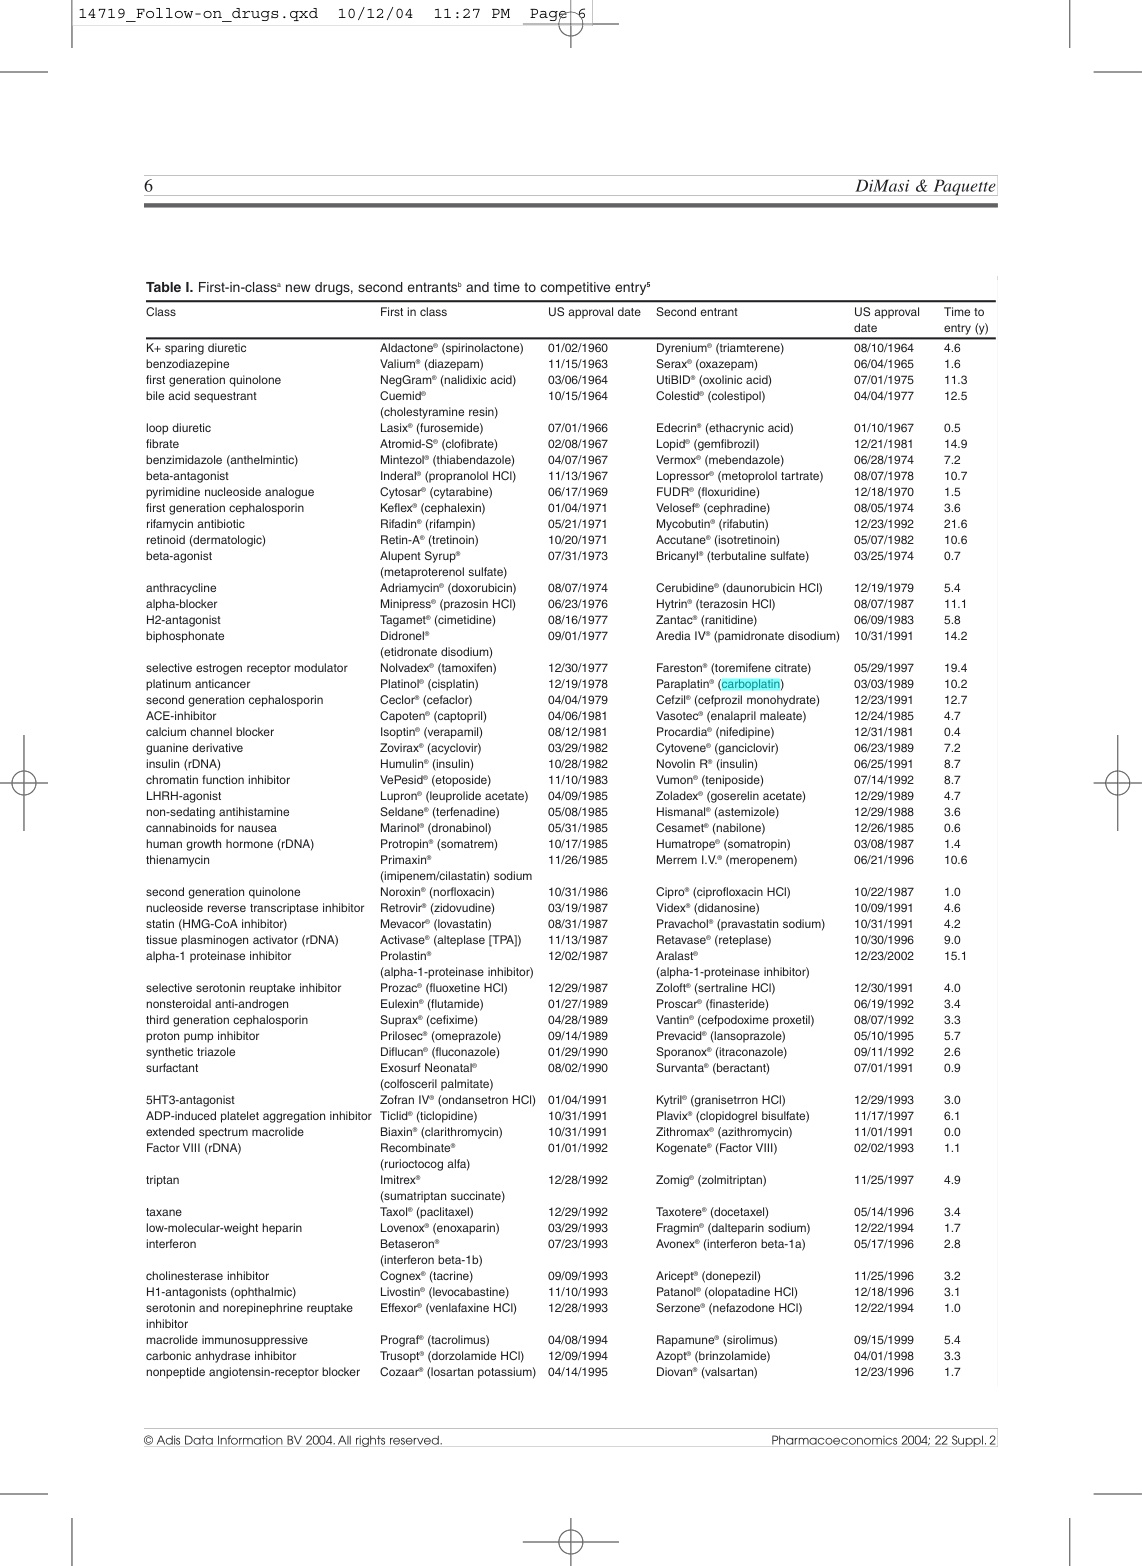 14719_Follow-on_drugs.qxd 10/12/04 11:27 PM Page 6
6 DiMasi & Paquette
Table I. First-in-classᵃ new drugs, second entrantsᵇ and time to competitive entry⁵
Class First in class US approval date Second entrant US approval Time to
date entry (y)
K+ sparing diuretic Aldactone® (spirinolactone) 01/02/1960 Dyrenium® (triamterene) 08/10/1964 4.6
benzodiazepine Valium® (diazepam) 11/15/1963 Serax® (oxazepam) 06/04/1965 1.6
first generation quinolone NegGram® (nalidixic acid) 03/06/1964 UtiBID® (oxolinic acid) 07/01/1975 11.3
bile acid sequestrant Cuemid® 10/15/1964 Colestid® (colestipol) 04/04/1977 12.5
(cholestyramine resin)
loop diuretic Lasix® (furosemide) 07/01/1966 Edecrin® (ethacrynic acid) 01/10/1967 0.5
fibrate Atromid-S® (clofibrate) 02/08/1967 Lopid® (gemfibrozil) 12/21/1981 14.9
benzimidazole (anthelmintic) Mintezol® (thiabendazole) 04/07/1967 Vermox® (mebendazole) 06/28/1974 7.2
beta-antagonist Inderal® (propranolol HCl) 11/13/1967 Lopressor® (metoprolol tartrate) 08/07/1978 10.7
pyrimidine nucleoside analogue Cytosar® (cytarabine) 06/17/1969 FUDR® (floxuridine) 12/18/1970 1.5
first generation cephalosporin Keflex® (cephalexin) 01/04/1971 Velosef® (cephradine) 08/05/1974 3.6
rifamycin antibiotic Rifadin® (rifampin) 05/21/1971 Mycobutin® (rifabutin) 12/23/1992 21.6
retinoid (dermatologic) Retin-A® (tretinoin) 10/20/1971 Accutane® (isotretinoin) 05/07/1982 10.6
beta-agonist Alupent Syrup® 07/31/1973 Bricanyl® (terbutaline sulfate) 03/25/1974 0.7
(metaproterenol sulfate)
anthracycline Adriamycin® (doxorubicin) 08/07/1974 Cerubidine® (daunorubicin HCl) 12/19/1979 5.4
alpha-blocker Minipress® (prazosin HCl) 06/23/1976 Hytrin® (terazosin HCl) 08/07/1987 11.1
H2-antagonist Tagamet® (cimetidine) 08/16/1977 Zantac® (ranitidine) 06/09/1983 5.8
biphosphonate Didronel® 09/01/1977 Aredia IV® (pamidronate disodium) 10/31/1991 14.2
(etidronate disodium)
selective estrogen receptor modulator Nolvadex® (tamoxifen) 12/30/1977 Fareston® (toremifene citrate) 05/29/1997 19.4
platinum anticancer Platinol® (cisplatin) 12/19/1978 Paraplatin® (carboplatin) 03/03/1989 10.2
second generation cephalosporin Ceclor® (cefaclor) 04/04/1979 Cefzil® (cefprozil monohydrate) 12/23/1991 12.7
ACE-inhibitor Capoten® (captopril) 04/06/1981 Vasotec® (enalapril maleate) 12/24/1985 4.7
calcium channel blocker Isoptin® (verapamil) 08/12/1981 Procardia® (nifedipine) 12/31/1981 0.4
guanine derivative Zovirax® (acyclovir) 03/29/1982 Cytovene® (ganciclovir) 06/23/1989 7.2
insulin (rDNA) Humulin® (insulin) 10/28/1982 Novolin R® (insulin) 06/25/1991 8.7
chromatin function inhibitor VePesid® (etoposide) 11/10/1983 Vumon® (teniposide) 07/14/1992 8.7
LHRH-agonist Lupron® (leuprolide acetate) 04/09/1985 Zoladex® (goserelin acetate) 12/29/1989 4.7
non-sedating antihistamine Seldane® (terfenadine) 05/08/1985 Hismanal® (astemizole) 12/29/1988 3.6
cannabinoids for nausea Marinol® (dronabinol) 05/31/1985 Cesamet® (nabilone) 12/26/1985 0.6
human growth hormone (rDNA) Protropin® (somatrem) 10/17/1985 Humatrope® (somatropin) 03/08/1987 1.4
thienamycin Primaxin® 11/26/1985 Merrem I.V.® (meropenem) 06/21/1996 10.6
(imipenem/cilastatin) sodium
second generation quinolone Noroxin® (norfloxacin) 10/31/1986 Cipro® (ciprofloxacin HCl) 10/22/1987 1.0
nucleoside reverse transcriptase inhibitor Retrovir® (zidovudine) 03/19/1987 Videx® (didanosine) 10/09/1991 4.6
statin (HMG-CoA inhibitor) Mevacor® (lovastatin) 08/31/1987 Pravachol® (pravastatin sodium) 10/31/1991 4.2
tissue plasminogen activator (rDNA) Activase® (alteplase [TPA]) 11/13/1987 Retavase® (reteplase) 10/30/1996 9.0
alpha-1 proteinase inhibitor Prolastin® 12/02/1987 Aralast® 12/23/2002 15.1
(alpha-1-proteinase inhibitor) (alpha-1-proteinase inhibitor)
selective serotonin reuptake inhibitor Prozac® (fluoxetine HCl) 12/29/1987 Zoloft® (sertraline HCl) 12/30/1991 4.0
nonsteroidal anti-androgen Eulexin® (flutamide) 01/27/1989 Proscar® (finasteride) 06/19/1992 3.4
third generation cephalosporin Suprax® (cefixime) 04/28/1989 Vantin® (cefpodoxime proxetil) 08/07/1992 3.3
proton pump inhibitor Prilosec® (omeprazole) 09/14/1989 Prevacid® (lansoprazole) 05/10/1995 5.7
synthetic triazole Diflucan® (fluconazole) 01/29/1990 Sporanox® (itraconazole) 09/11/1992 2.6
surfactant Exosurf Neonatal® 08/02/1990 Survanta® (beractant) 07/01/1991 0.9
(colfosceril palmitate)
5HT3-antagonist Zofran IV® (ondansetron HCl) 01/04/1991 Kytril® (granisetrron HCl) 12/29/1993 3.0
ADP-induced platelet aggregation inhibitor Ticlid® (ticlopidine) 10/31/1991 Plavix® (clopidogrel bisulfate) 11/17/1997 6.1
extended spectrum macrolide Biaxin® (clarithromycin) 10/31/1991 Zithromax® (azithromycin) 11/01/1991 0.0
Factor VIII (rDNA) Recombinate® 01/01/1992 Kogenate® (Factor VIII) 02/02/1993 1.1
(rurioctocog alfa)
triptan Imitrex® 12/28/1992 Zomig® (zolmitriptan) 11/25/1997 4.9
(sumatriptan succinate)
taxane Taxol® (paclitaxel) 12/29/1992 Taxotere® (docetaxel) 05/14/1996 3.4
low-molecular-weight heparin Lovenox® (enoxaparin) 03/29/1993 Fragmin® (dalteparin sodium) 12/22/1994 1.7
interferon Betaseron® 07/23/1993 Avonex® (interferon beta-1a) 05/17/1996 2.8
(interferon beta-1b)
cholinesterase inhibitor Cognex® (tacrine) 09/09/1993 Aricept® (donepezil) 11/25/1996 3.2
H1-antagonists (ophthalmic) Livostin® (levocabastine) 11/10/1993 Patanol® (olopatadine HCl) 12/18/1996 3.1
serotonin and norepinephrine reuptake Effexor® (venlafaxine HCl) 12/28/1993 Serzone® (nefazodone HCl) 12/22/1994 1.0
inhibitor
macrolide immunosuppressive Prograf® (tacrolimus) 04/08/1994 Rapamune® (sirolimus) 09/15/1999 5.4
carbonic anhydrase inhibitor Trusopt® (dorzolamide HCl) 12/09/1994 Azopt® (brinzolamide) 04/01/1998 3.3
nonpeptide angiotensin-receptor blocker Cozaar® (losartan potassium) 04/14/1995 Diovan® (valsartan) 12/23/1996 1.7
© Adis Data Information BV 2004. All rights reserved. Pharmacoeconomics 2004; 22 Suppl. 2